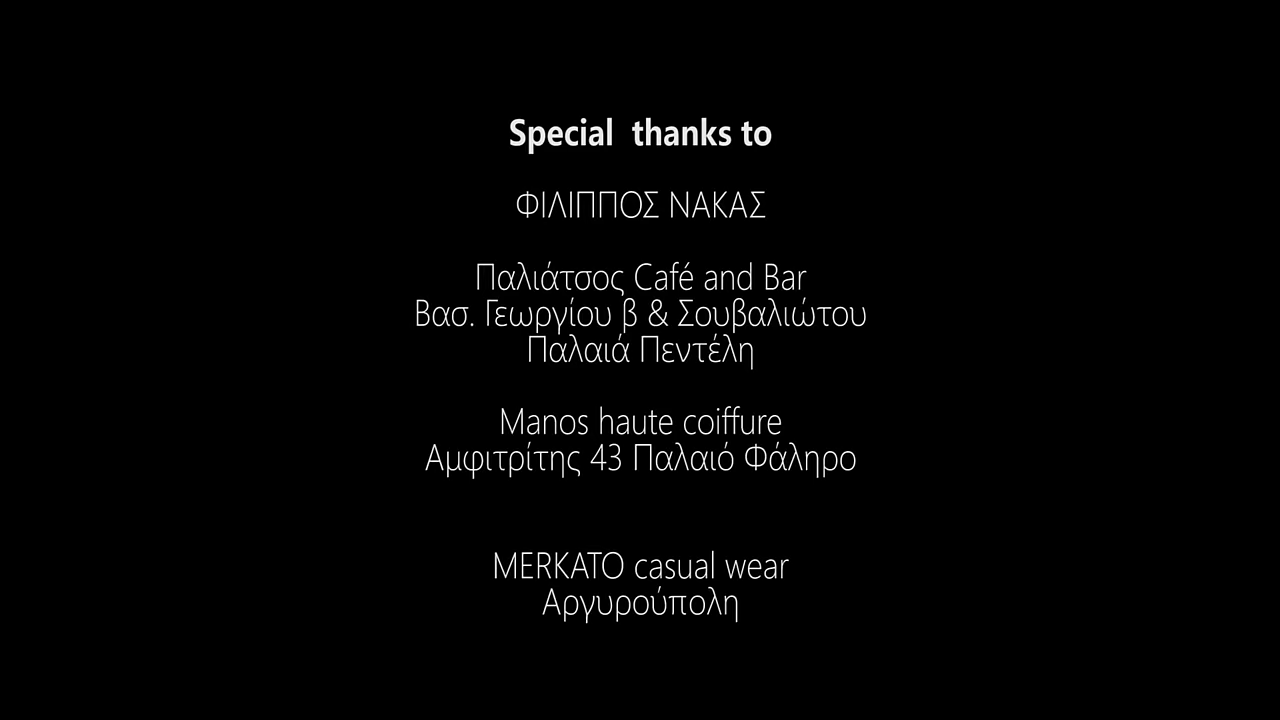 Special  thanks to
ΦΙΛΙΠΠΟΣ ΝΑΚΑΣ
Παλιάτσος Café and Bar
Βασ. Γεωργίου β & Σουβαλιώτου
Παλαιά Πεντέλη
Manos haute coiffure
Αμφιτρίτης 43 Παλαιό Φάληρο
MERKATO casual wear
Αργυρούπολη